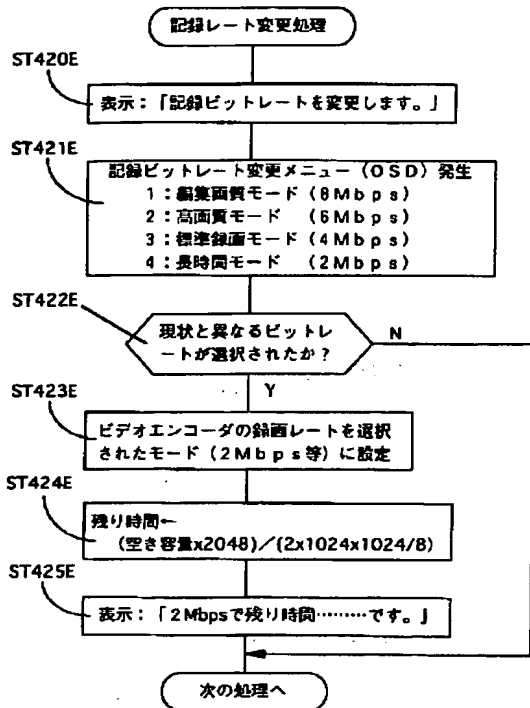 記録レート変更処理
ST420E
表示：「記録ビットレートを変更します。」
ST421E
記録ビットレート変更メニュー（OSD）発生
1：編集画質モード（8Mbps）
2：高画質モード （6Mbps）
3：標準録画モード（4Mbps）
4：長時間モード （2Mbps）
ST422E
現状と異なるビットレ
ートが選択されたか？
N
Y
ST423E
ビデオエンコーダの録画レートを選択
されたモード（2Mbps等）に設定
ST424E
残り時間←
（空き容量x2048）／(2x1024x1024/8)
ST425E
表示：「2Mbpsで残り時間………です。」
次の処理へ